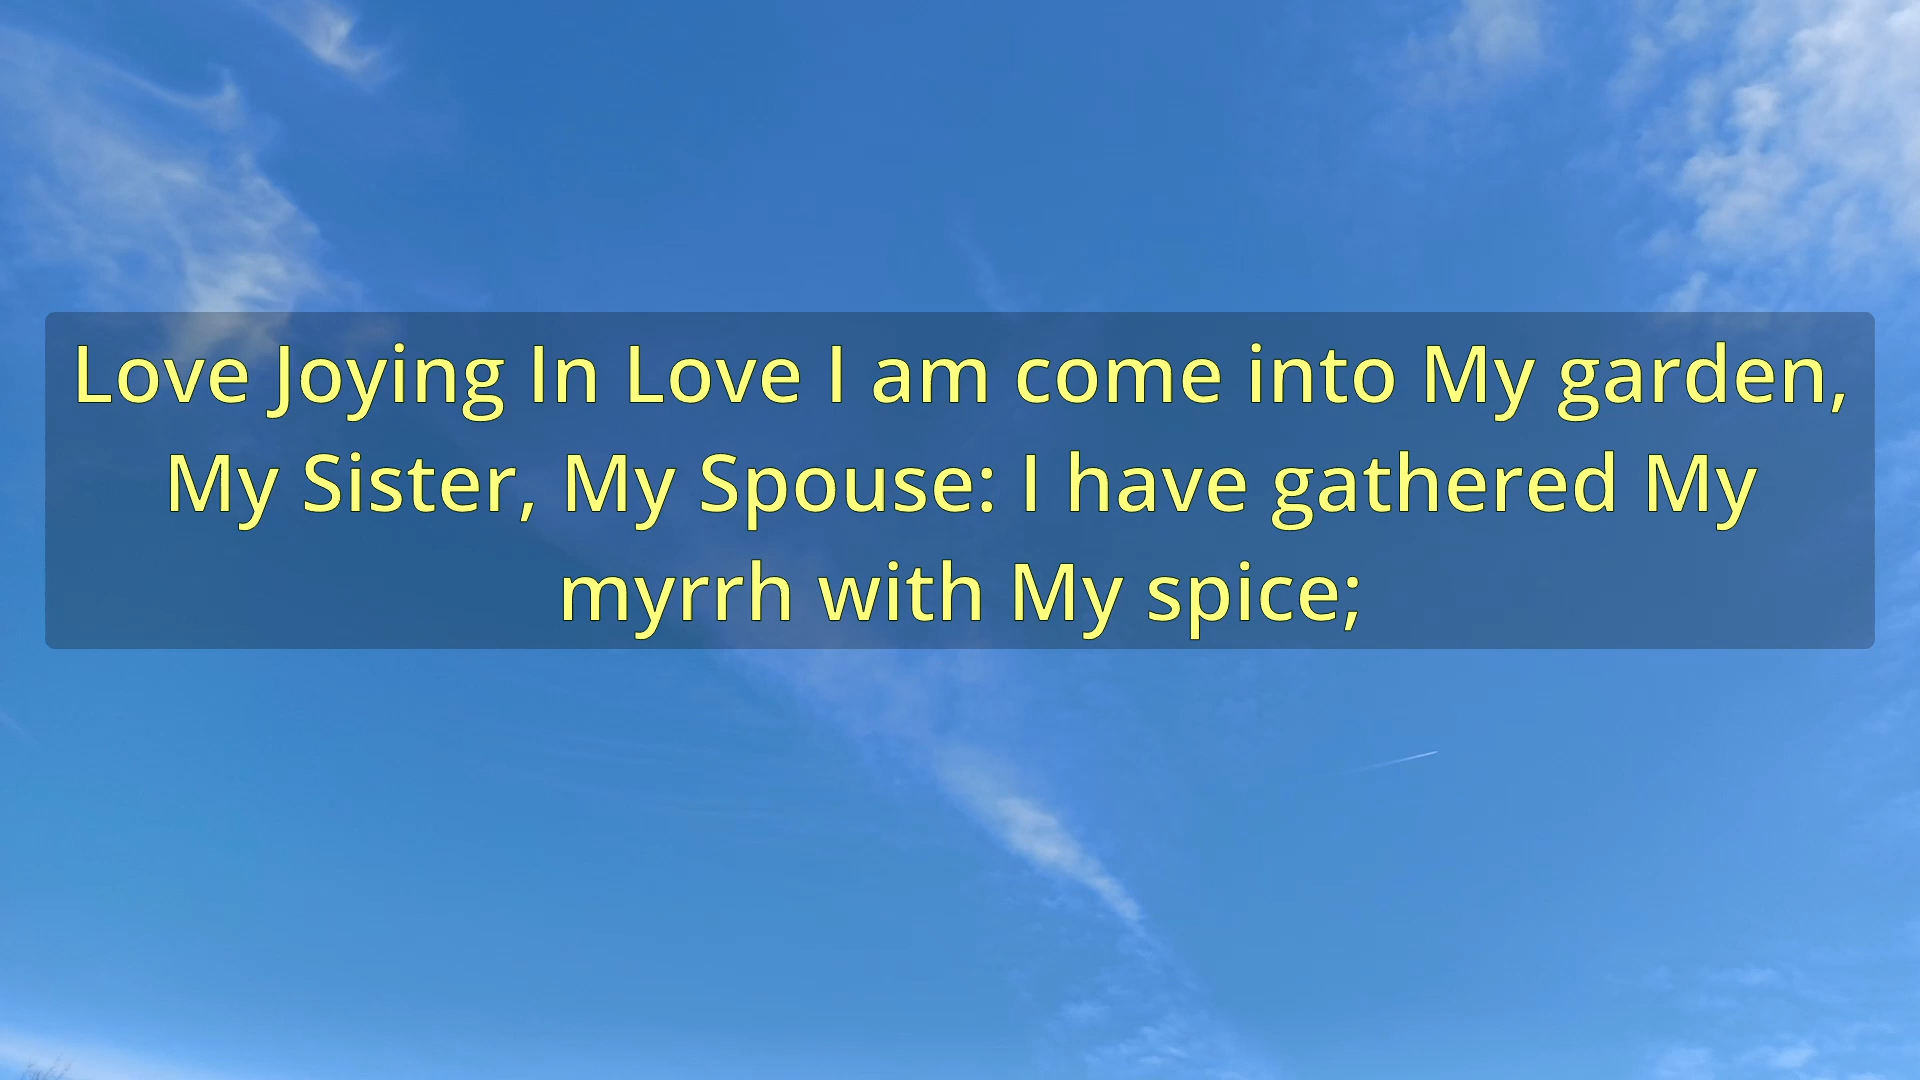 Love Joying In Love I am come into My garden,
My Sister, My Spouse: I have gathered My
myrrh with My spice;